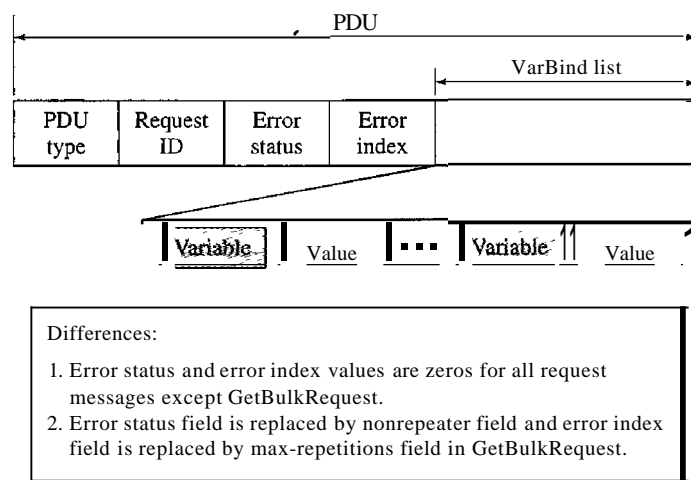 PDU
VarBind list
PDU type
Request ID
Error status
Error index
Variable Value ... Variable Value
Differences:
1. Error status and error index values are zeros for all request
messages except GetBulkRequest.
2. Error status field is replaced by nonrepeater field and error index
field is replaced by max-repetitions field in GetBulkRequest.